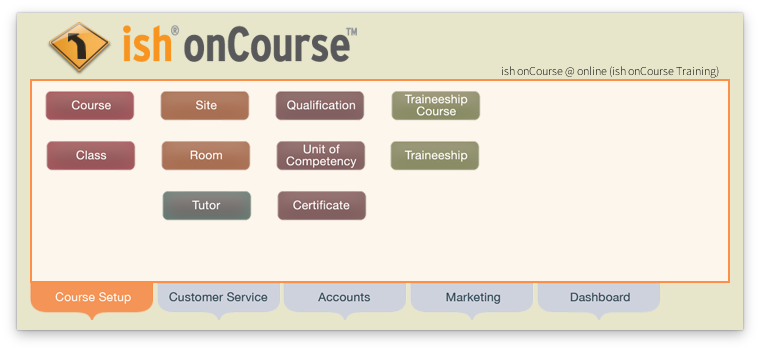 ish® onCourse™
ish onCourse @ online (ish onCourse Training)
Course
Site
Qualification
Traineeship
Course
Class
Room
Unit of
Competency
Traineeship
Tutor
Certificate
Course Setup
Customer Service
Accounts
Marketing
Dashboard